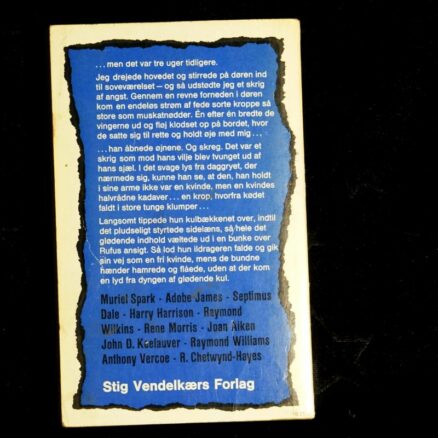 ...men det var tre uger tidligere.
Jeg drejede hovedet og stirrede på døren ind
til soveværelset – og så udstødte jeg et skrig
af angst. Gennem en revne forneden i døren
kom en endeløs strøm af fede sorte kroppe så
store som muskatnødder. Én efter én bredte de
vingerne ud og fløj klodset op på bordet, hvor
de satte sig til rette og holdt øje med mig...
...han åbnede øjnene. Og skreg. Det var et
skrig som mod hans vilje blev tvunget ud af
hans sjæl. I det svage lys fra daggryet, der
nærmede sig, kunne han se, at den, han holdt
i sine arme ikke var en kvinde, men en kvindes
halvrådne kadaver... en krop, hvorfra kødet
faldt i store tunge klumper...
Langsomt tippede hun kulbækkenet over, indtil
det pludseligt styrtede sidelæns, så hele det
glødende indhold væltede ud i en bunke over
Rufus ansigt. Så lod hun ildrageren falde og gik
sin vej som en fri kvinde, mens de bundne
hænder hamrede og flåede, uden at der kom
en lyd fra dyngen af glødende kul.
Muriel Spark - Adobe James - Septimus
Dale - Harry Harrison - Raymond
Wilkins - Rene Morris - Joan Aiken
John D. Keefauver - Raymond Williams
Anthony Vercoe - R. Chetwynd-Hayes
Stig Vendelkærs Forlag